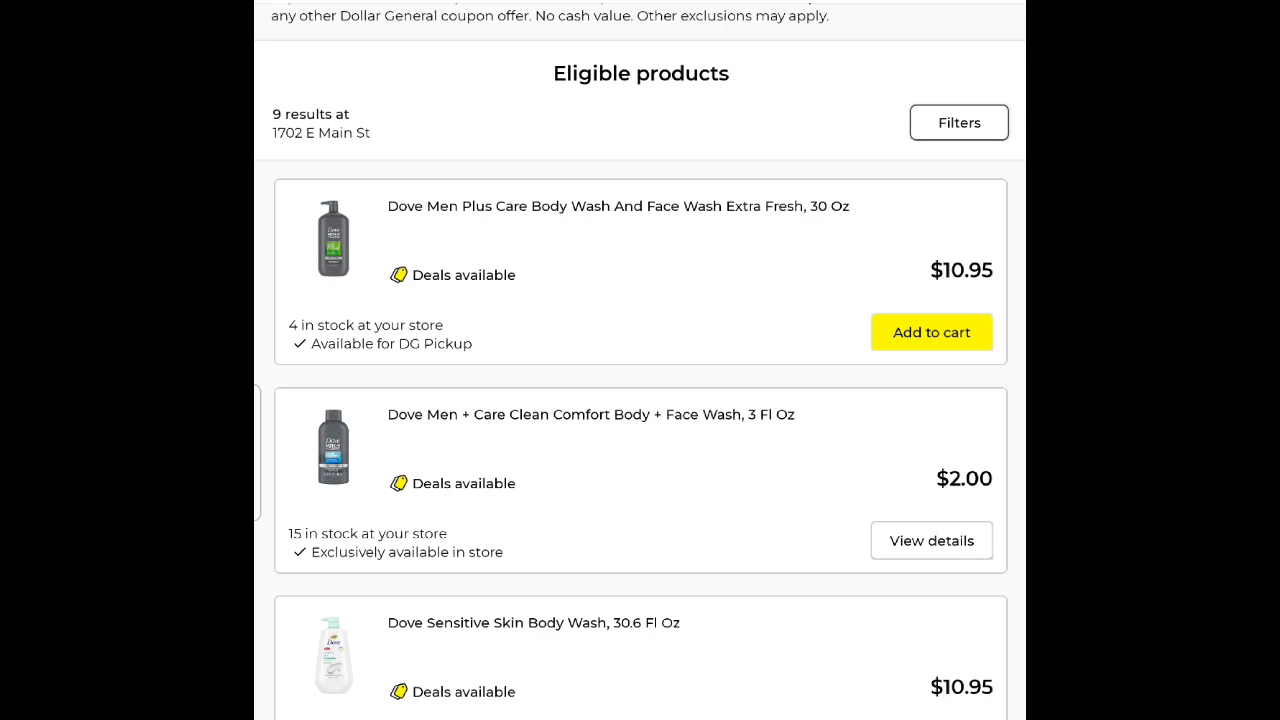 any other Dollar General coupon offer. No cash value. Other exclusions may apply.
Eligible products
9 results at
1702 E Main St
Filters
Dove Men Plus Care Body Wash And Face Wash Extra Fresh, 30 Oz
Deals available
$10.95
4 in stock at your store
Available for DG Pickup
Add to cart
Dove Men + Care Clean Comfort Body + Face Wash, 3 Fl Oz
Deals available
$2.00
15 in stock at your store
Exclusively available in store
View details
Dove Sensitive Skin Body Wash, 30.6 Fl Oz
Deals available
$10.95